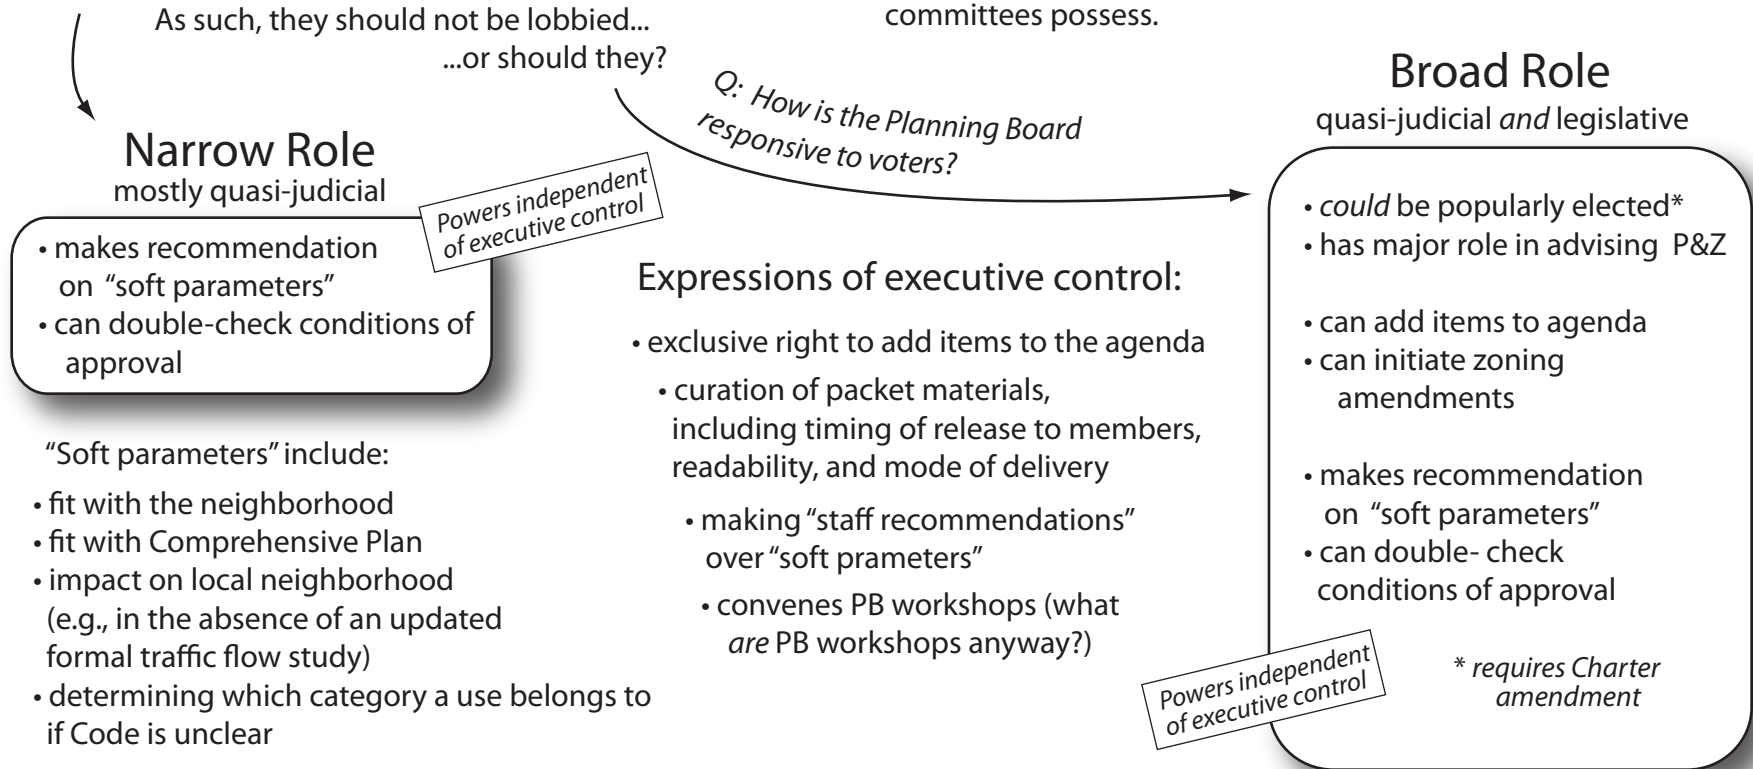 As such, they should not be lobbied...
...or should they?
committees possess.
Q: How is the Planning Board
responsive to voters?
Narrow Role
mostly quasi-judicial
Powers independent
of executive control
• makes recommendation
on “soft parameters”
• can double-check conditions of
approval
“Soft parameters” include:
• fit with the neighborhood
• fit with Comprehensive Plan
• impact on local neighborhood
(e.g., in the absence of an updated
formal traffic flow study)
• determining which category a use belongs to
if Code is unclear
Expressions of executive control:
• exclusive right to add items to the agenda
• curation of packet materials,
including timing of release to members,
readability, and mode of delivery
• making “staff recommendations”
over “soft prameters”
• convenes PB workshops (what
are PB workshops anyway?)
Broad Role
quasi-judicial and legislative
• could be popularly elected*
• has major role in advising P&Z
• can add items to agenda
• can initiate zoning
amendments
• makes recommendation
on “soft parameters”
• can double- check
conditions of approval
Powers independent
of executive control
* requires Charter
amendment